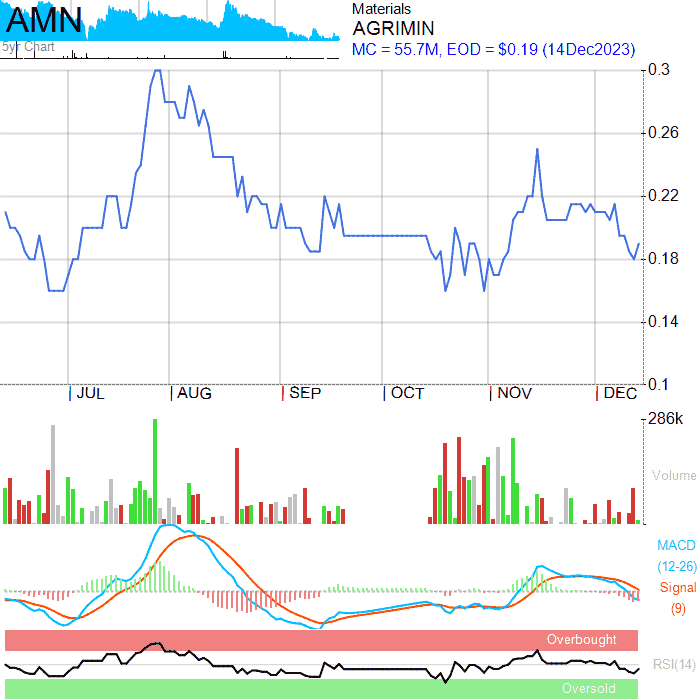 AMN
5yr Chart
Materials
AGRIMIN
MC = 55.7M, EOD = $0.19 (14Dec2023)
0.3
0.26
0.22
0.18
0.14
0.1
JUL AUG SEP OCT NOV DEC
286k
Volume
MACD
(12-26)
Signal
(9)
Overbought
RSI(14)
Oversold